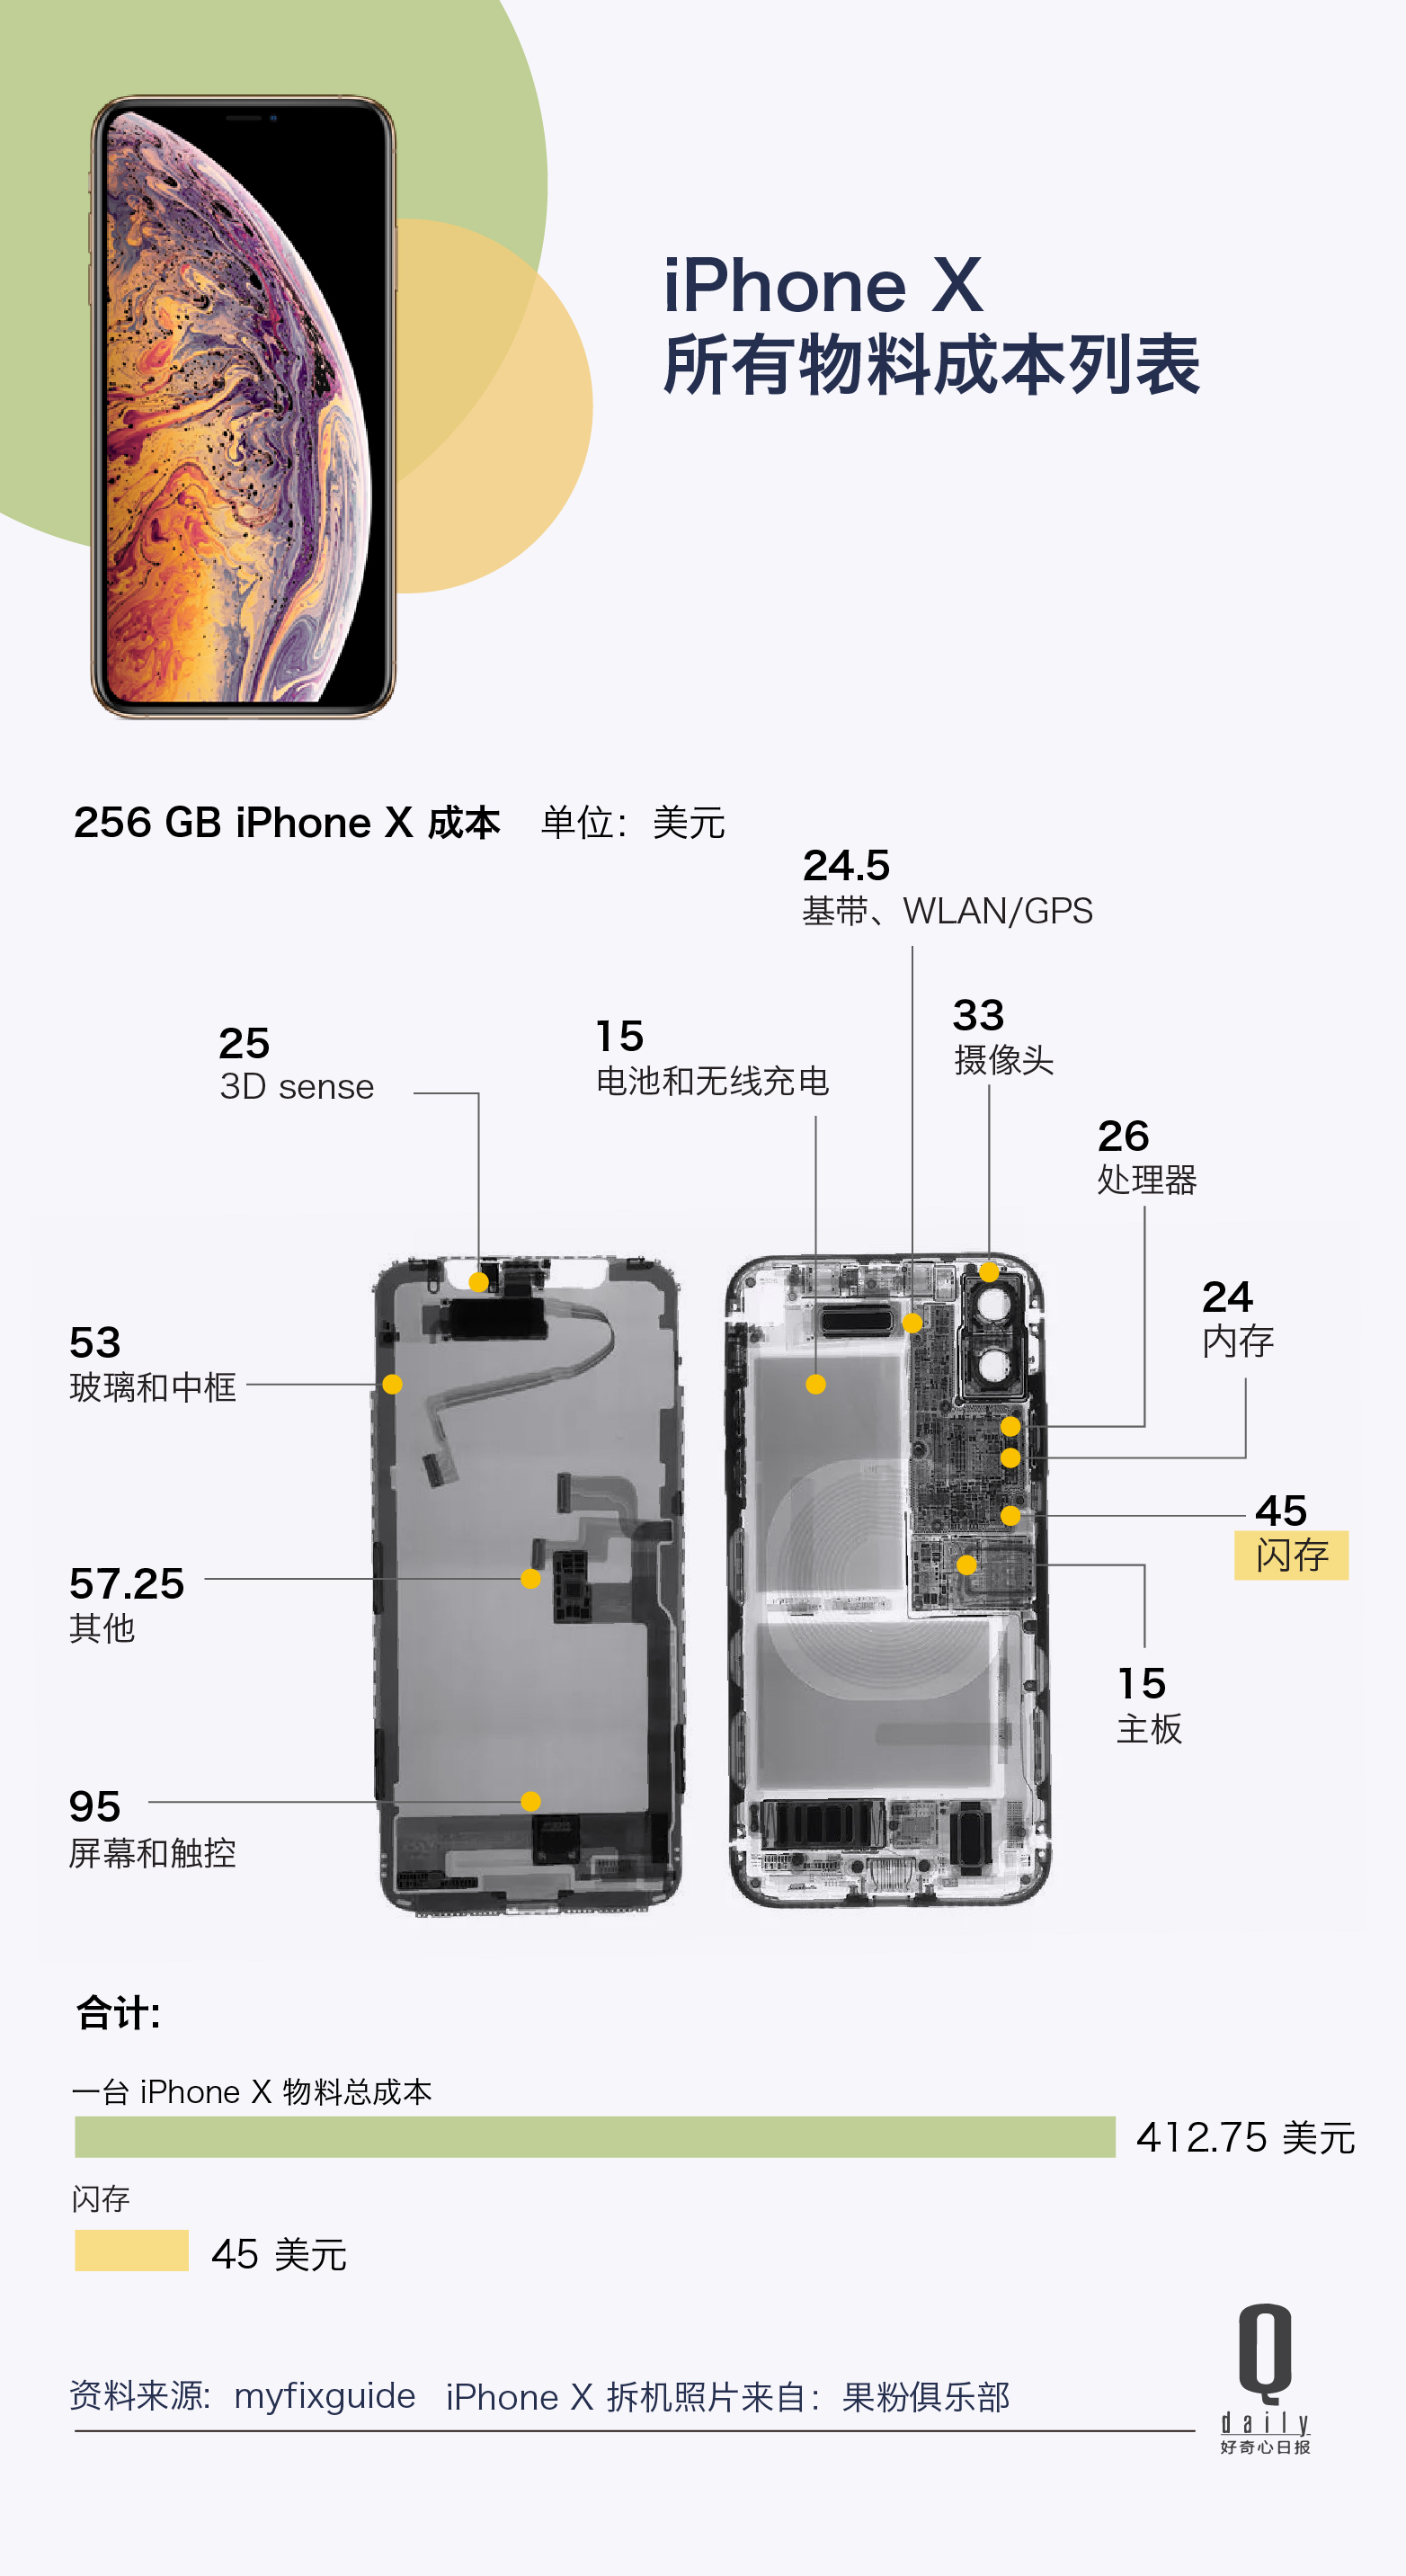 iPhone X
所有物料成本列表
256 GB iPhone X 成本 单位：美元
24.5
基带、WLAN/GPS
33
摄像头
15
电池和无线充电
25
3D sense
26
处理器
24
内存
53
玻璃和中框
45
闪存
57.25
其他
15
主板
95
屏幕和触控
合计:
一台 iPhone X 物料总成本
412.75 美元
闪存
45 美元
资料来源：myfixguide iPhone X 拆机照片来自：果粉俱乐部
Q
daily
好奇心日报